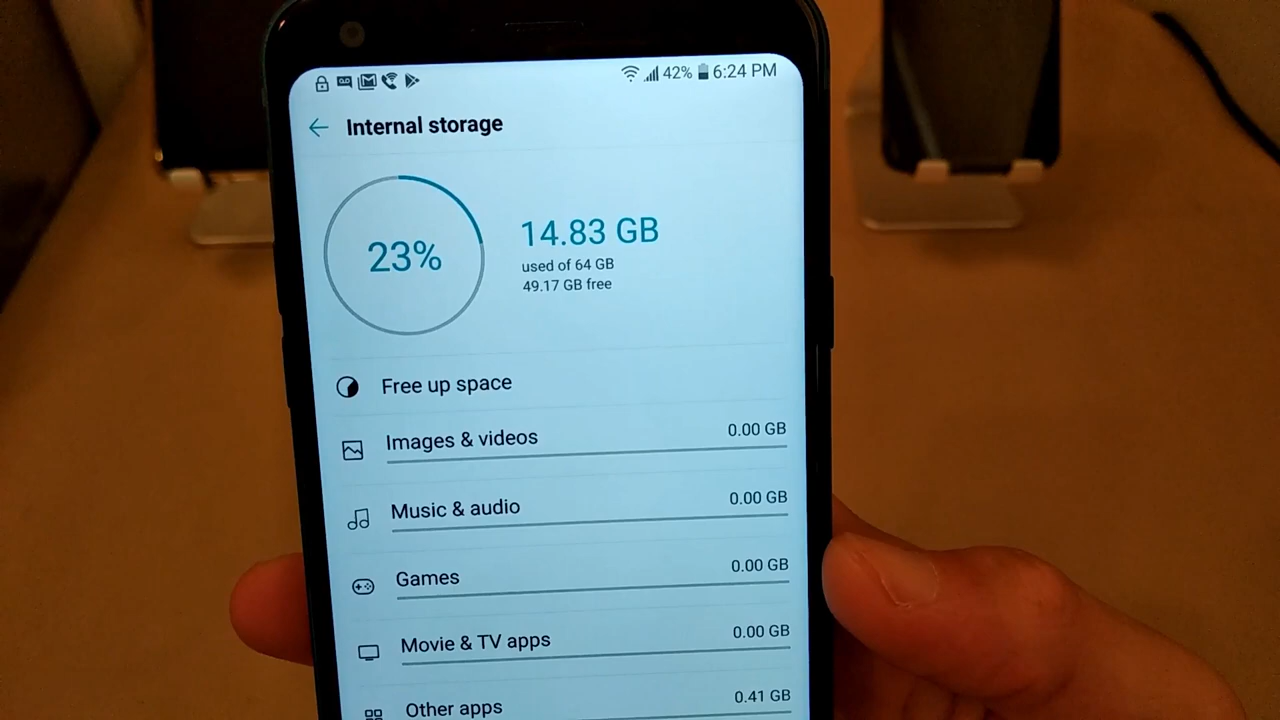 42% 6:24 PM
Internal storage
23%
14.83 GB
used of 64 GB
49.17 GB free
Free up space
Images & videos 0.00 GB
Music & audio 0.00 GB
Games 0.00 GB
Movie & TV apps 0.00 GB
Other apps 0.41 GB